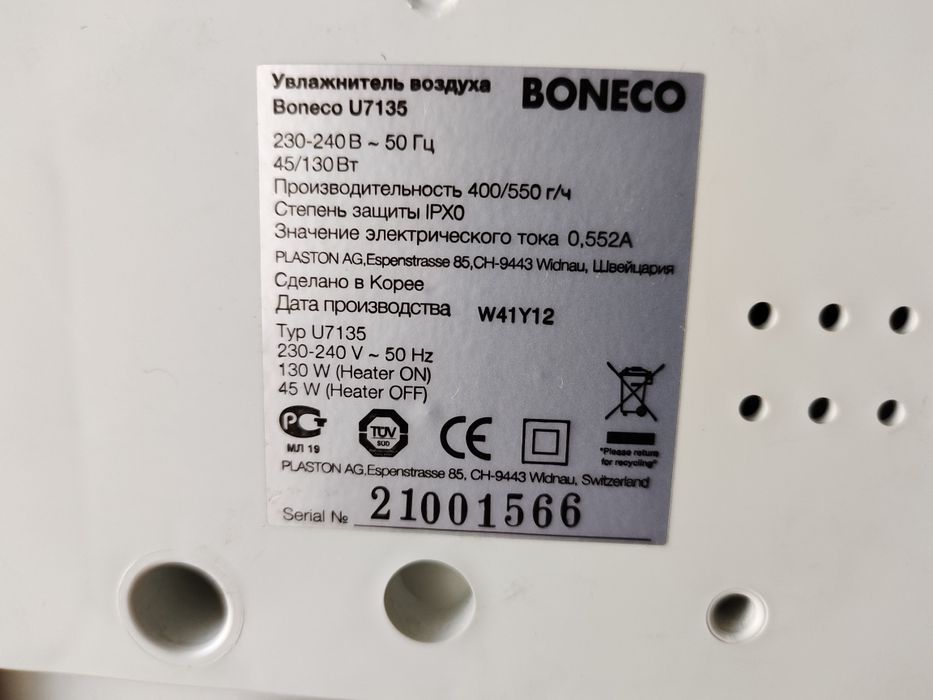 Увлажнитель воздуха
Boneco U7135
BONECO
230-240 В ~ 50 Гц
45/130 Вт
Производительность 400/550 г/ч
Степень защиты IPX0
Значение электрического тока 0,552А
PLASTON AG,Espenstrasse 85,CH-9443 Widnau, Швейцария
Сделано в Корее
Дата производства W41Y12
Typ U7135
230-240 V ~ 50 Hz
130 W (Heater ON)
45 W (Heater OFF)
РСТ
МЛ 19
TÜV
SÜD
CE
"Please return
for recycling"
PLASTON AG,Espenstrasse 85, CH-9443 Widnau, Switzerland
Serial № 21001566